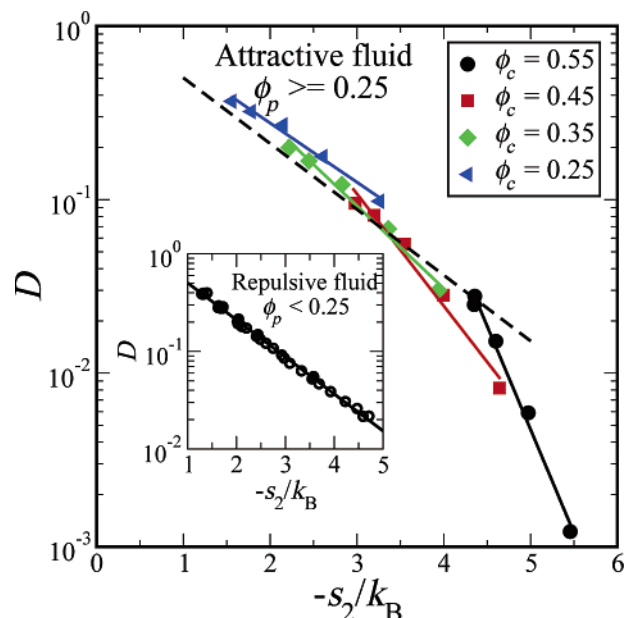 10^0
10^-1
10^-2
10^-3
D
0
1
2
3
4
5
6
-s_2/k_B
Attractive fluid
ϕ_p >= 0.25
ϕ_c = 0.55
ϕ_c = 0.45
ϕ_c = 0.35
ϕ_c = 0.25
10^0
10^-1
10^-2
D
Repulsive fluid
ϕ_p < 0.25
1
2
3
4
5
-s_2/k_B